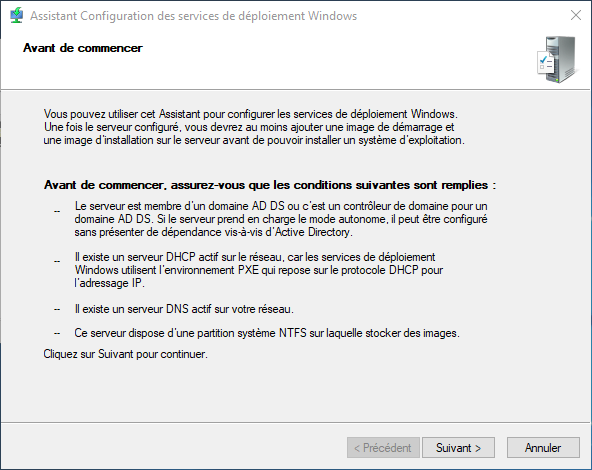 Assistant Configuration des services de déploiement Windows
Avant de commencer
Vous pouvez utiliser cet Assistant pour configurer les services de déploiement Windows.
Une fois le serveur configuré, vous devrez au moins ajouter une image de démarrage et
une image d'installation sur le serveur avant de pouvoir installer un système d'exploitation.
Avant de commencer, assurez-vous que les conditions suivantes sont remplies :
-- Le serveur est membre d'un domaine AD DS ou c'est un contrôleur de domaine pour un
domaine AD DS. Si le serveur prend en charge le mode autonome, il peut être configuré
sans présenter de dépendance vis-à-vis d'Active Directory.
-- Il existe un serveur DHCP actif sur le réseau, car les services de déploiement
Windows utilisent l'environnement PXE qui repose sur le protocole DHCP pour
l'adressage IP.
-- Il existe un serveur DNS actif sur votre réseau.
-- Ce serveur dispose d'une partition système NTFS sur laquelle stocker des images.
Cliquez sur Suivant pour continuer.
< Précédent Suivant > Annuler